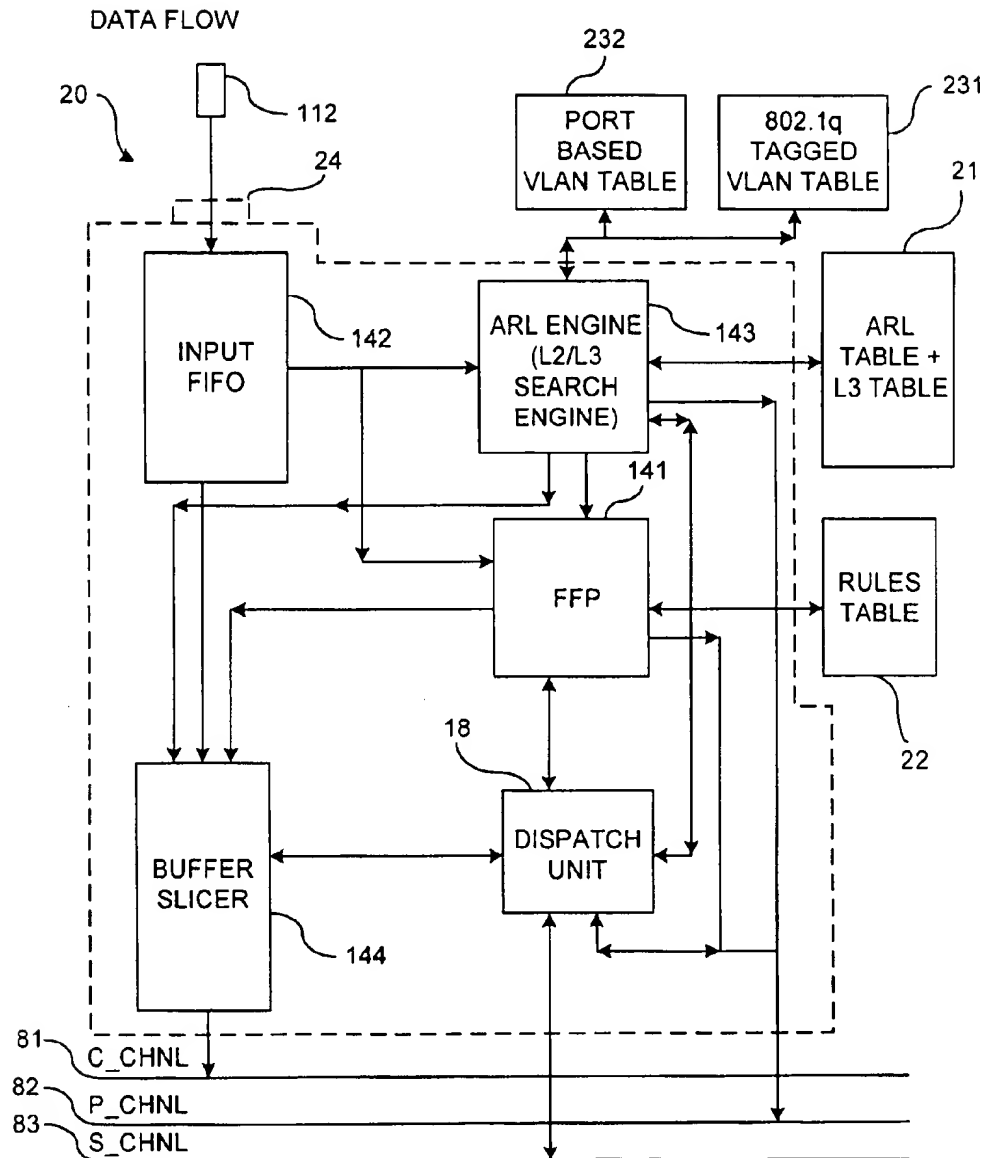 DATA FLOW
20
112
24
232
231
PORT
BASED
VLAN TABLE
802.1q
TAGGED
VLAN TABLE
21
INPUT
FIFO
142
ARL ENGINE
(L2/L3
SEARCH
ENGINE)
143
ARL
TABLE +
L3 TABLE
141
FFP
RULES
TABLE
22
18
DISPATCH
UNIT
BUFFER
SLICER
144
81
C_CHNL
82
P_CHNL
83
S_CHNL